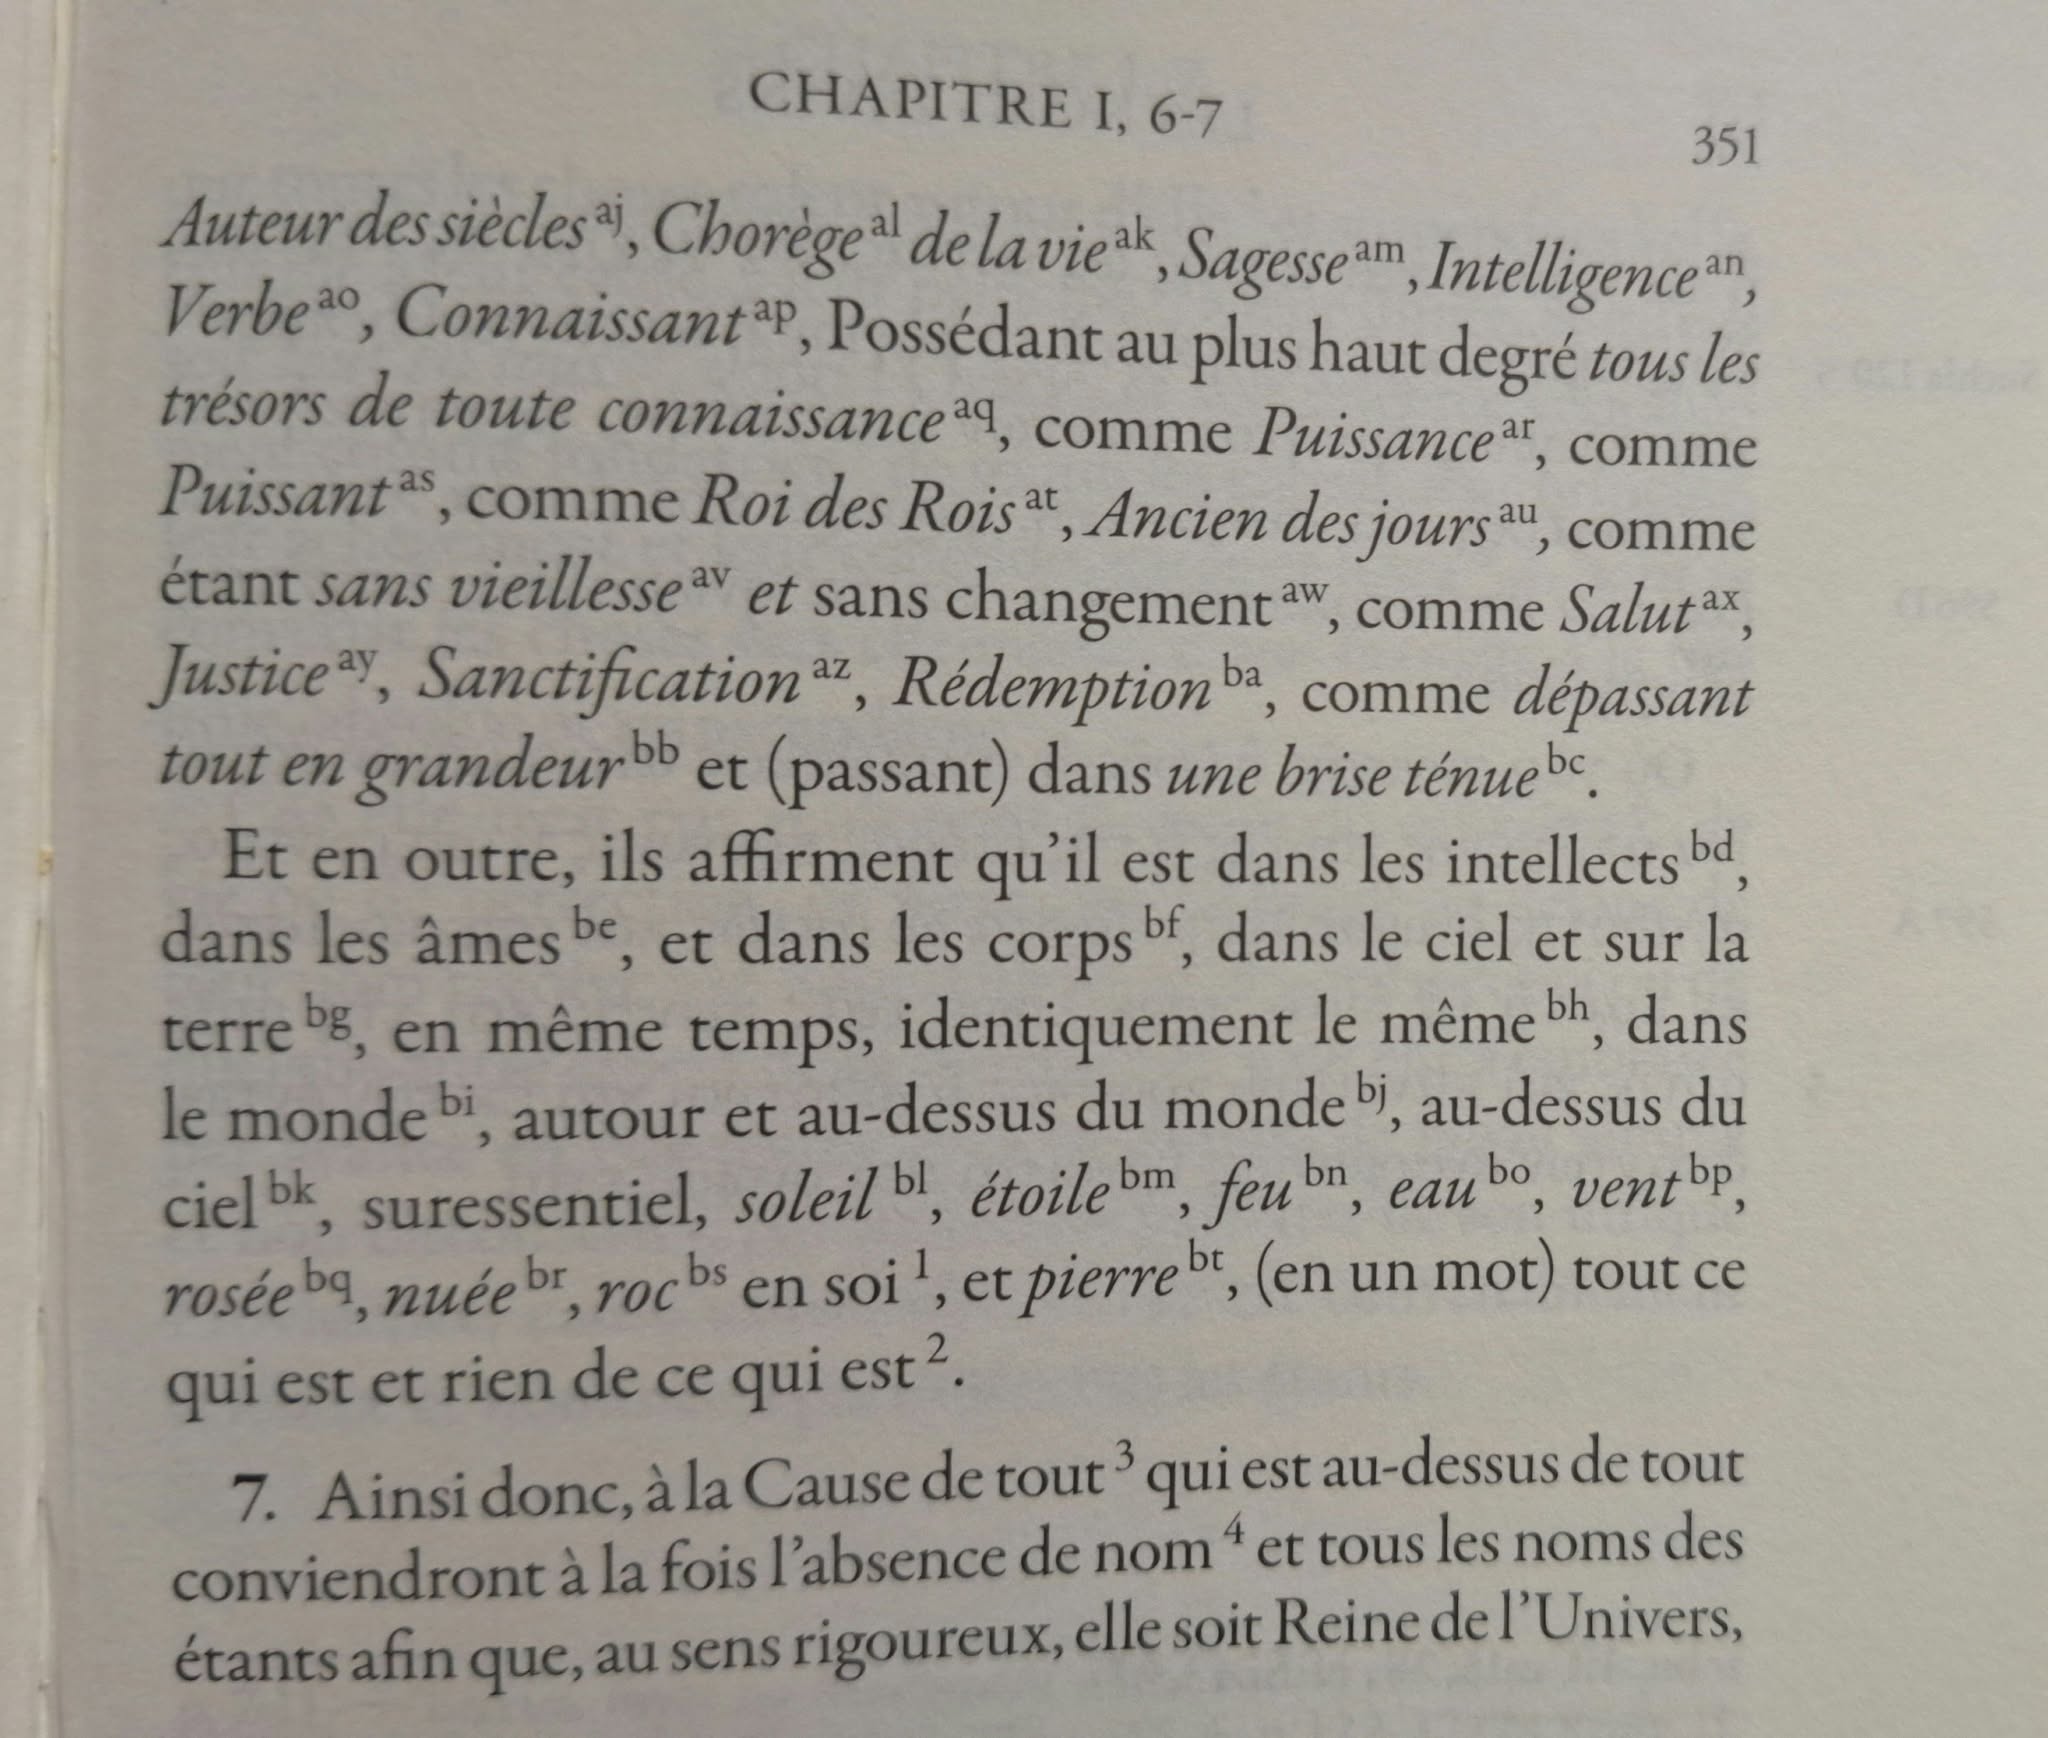 CHAPITRE I, 6-7
351
Auteur des siècles aj, Chorège al de la vie ak, Sagesse am, Intelligence an,
Verbe ao, Connaissant ap, Possédant au plus haut degré tous les
trésors de toute connaissance aq, comme Puissance ar, comme
Puissant as, comme Roi des Rois at, Ancien des jours au, comme
étant sans vieillesse av et sans changement aw, comme Salut ax,
Justice ay, Sanctification az, Rédemption ba, comme dépassant
tout en grandeur bb et (passant) dans une brise ténue bc.
Et en outre, ils affirment qu'il est dans les intellects bd,
dans les âmes be, et dans les corps bf, dans le ciel et sur la
terre bg, en même temps, identiquement le même bh, dans
le monde bi, autour et au-dessus du monde bj, au-dessus du
ciel bk, suressentiel, soleil bl, étoile bm, feu bn, eau bo, vent bp,
rosée bq, nuée br, roc bs en soi 1, et pierre bt, (en un mot) tout ce
qui est et rien de ce qui est 2.
7. Ainsi donc, à la Cause de tout 3 qui est au-dessus de tout
conviendront à la fois l'absence de nom 4 et tous les noms des
étants afin que, au sens rigoureux, elle soit Reine de l'Univers,